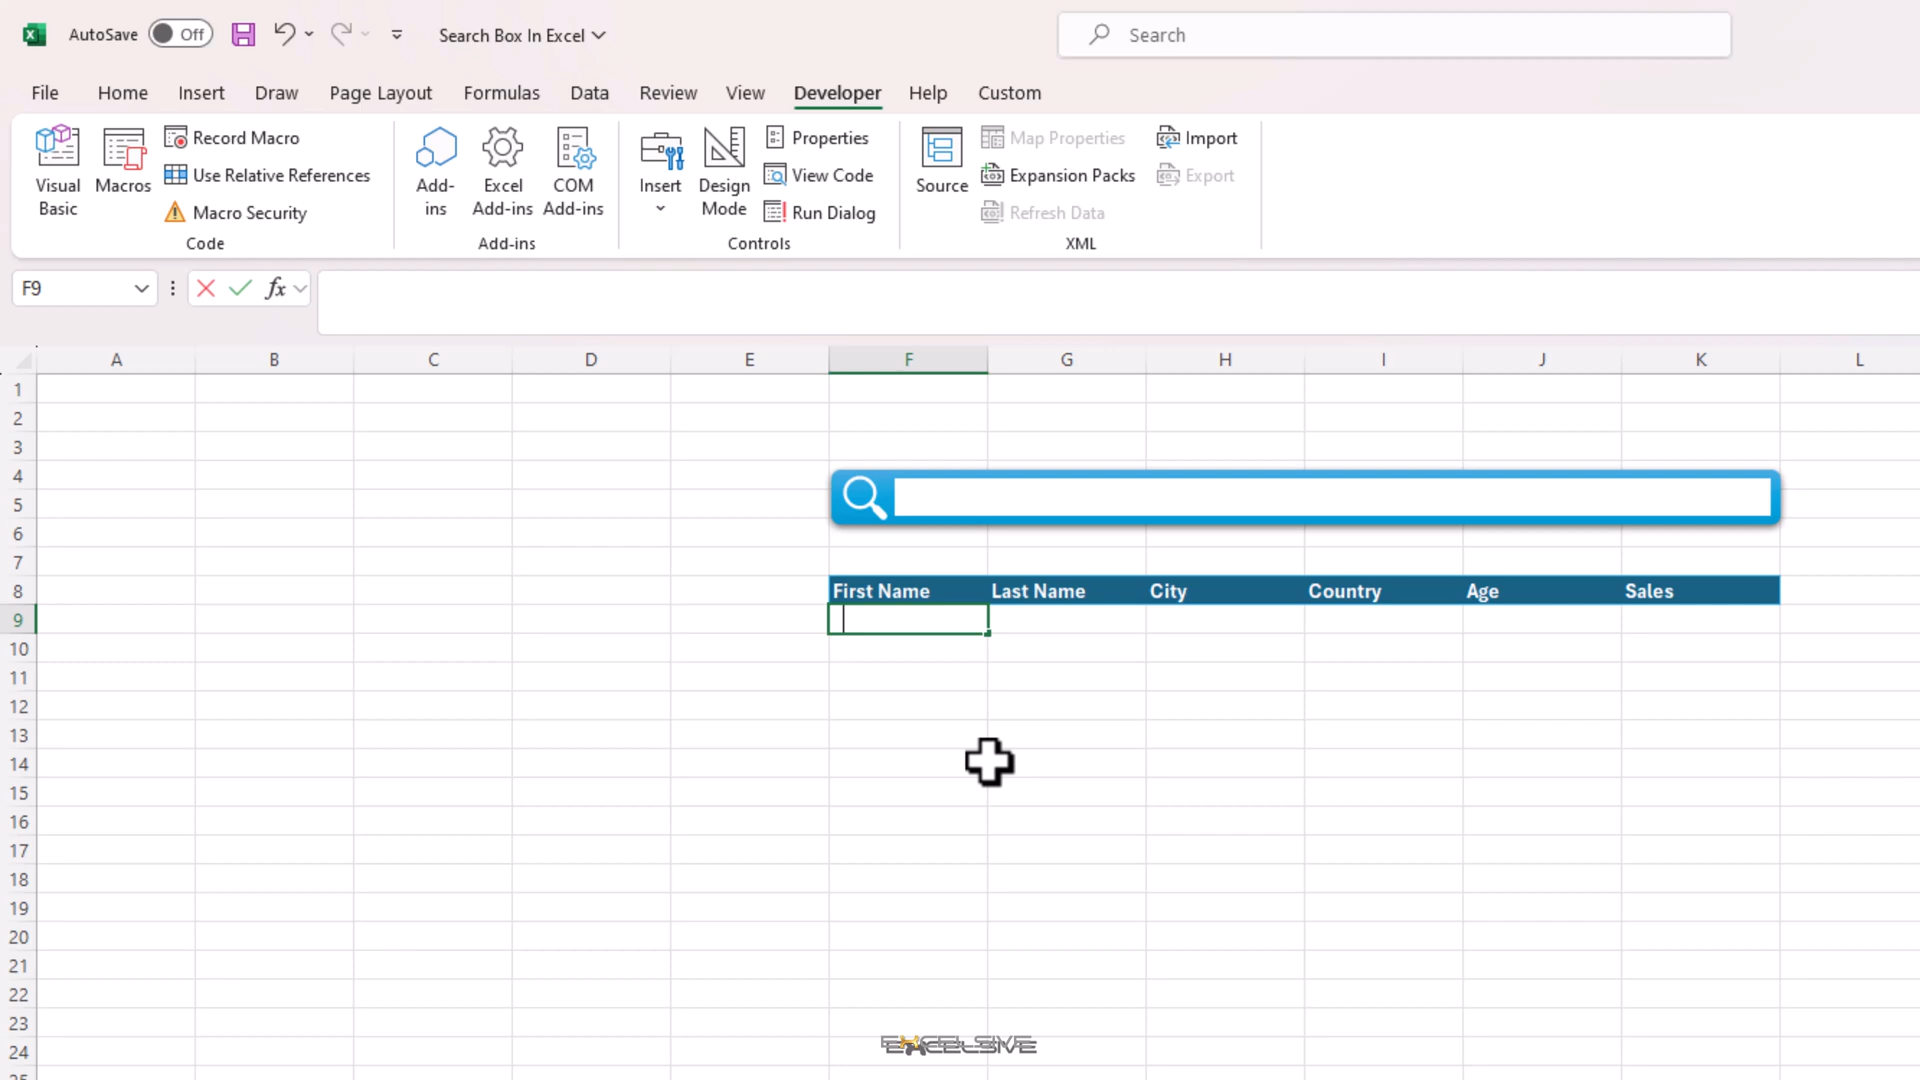 AutoSave Off Search Box In Excel Search
File Home Insert Draw Page Layout Formulas Data Review View Developer Help Custom
Visual Basic
Macros
Record Macro
Use Relative References
Macro Security
Code
Add-ins
Excel Add-ins
COM Add-ins
Add-ins
Insert
Design Mode
Properties
View Code
Run Dialog
Controls
Source
Map Properties
Expansion Packs
Refresh Data
Import
Export
XML
F9 fx
A B C D E F G H I J K L
1
2
3
4
5
6
7
8 First Name Last Name City Country Age Sales
9
10
11
12
13
14
15
16
17
18
19
20
21
22
23
24
25